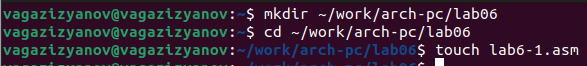 vagazizyanov@vagazizyanov:~$ mkdir ~/work/arch-pc/lab06
vagazizyanov@vagazizyanov:~$ cd ~/work/arch-pc/lab06
vagazizyanov@vagazizyanov:~/work/arch-pc/lab06$ touch lab6-1.asm